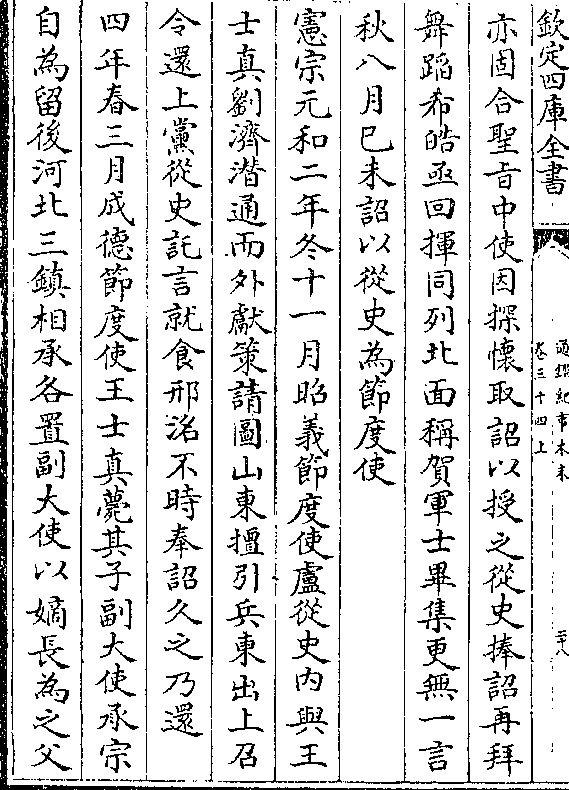 欽定四庫全書
通鑑紀事本末
卷三十四上
三十八
亦固合聖旨中使因探懷取詔以授之從史捧詔再拜
舞蹈希皓亟回揮同列北面稱賀軍士畢集更無一言
秋八月己未詔以從史為節度使
憲宗元和二年冬十一月昭義節度使盧從史内與王
士真劉濟潛通而外獻策請圖山東擅引兵東出上召
令還上黨從史託言就食邢洺不時奉詔久之乃還
四年春三月成德節度使王士真薨其子副大使承宗
自為留後河北三鎮相承各置副大使以嫡長為之父